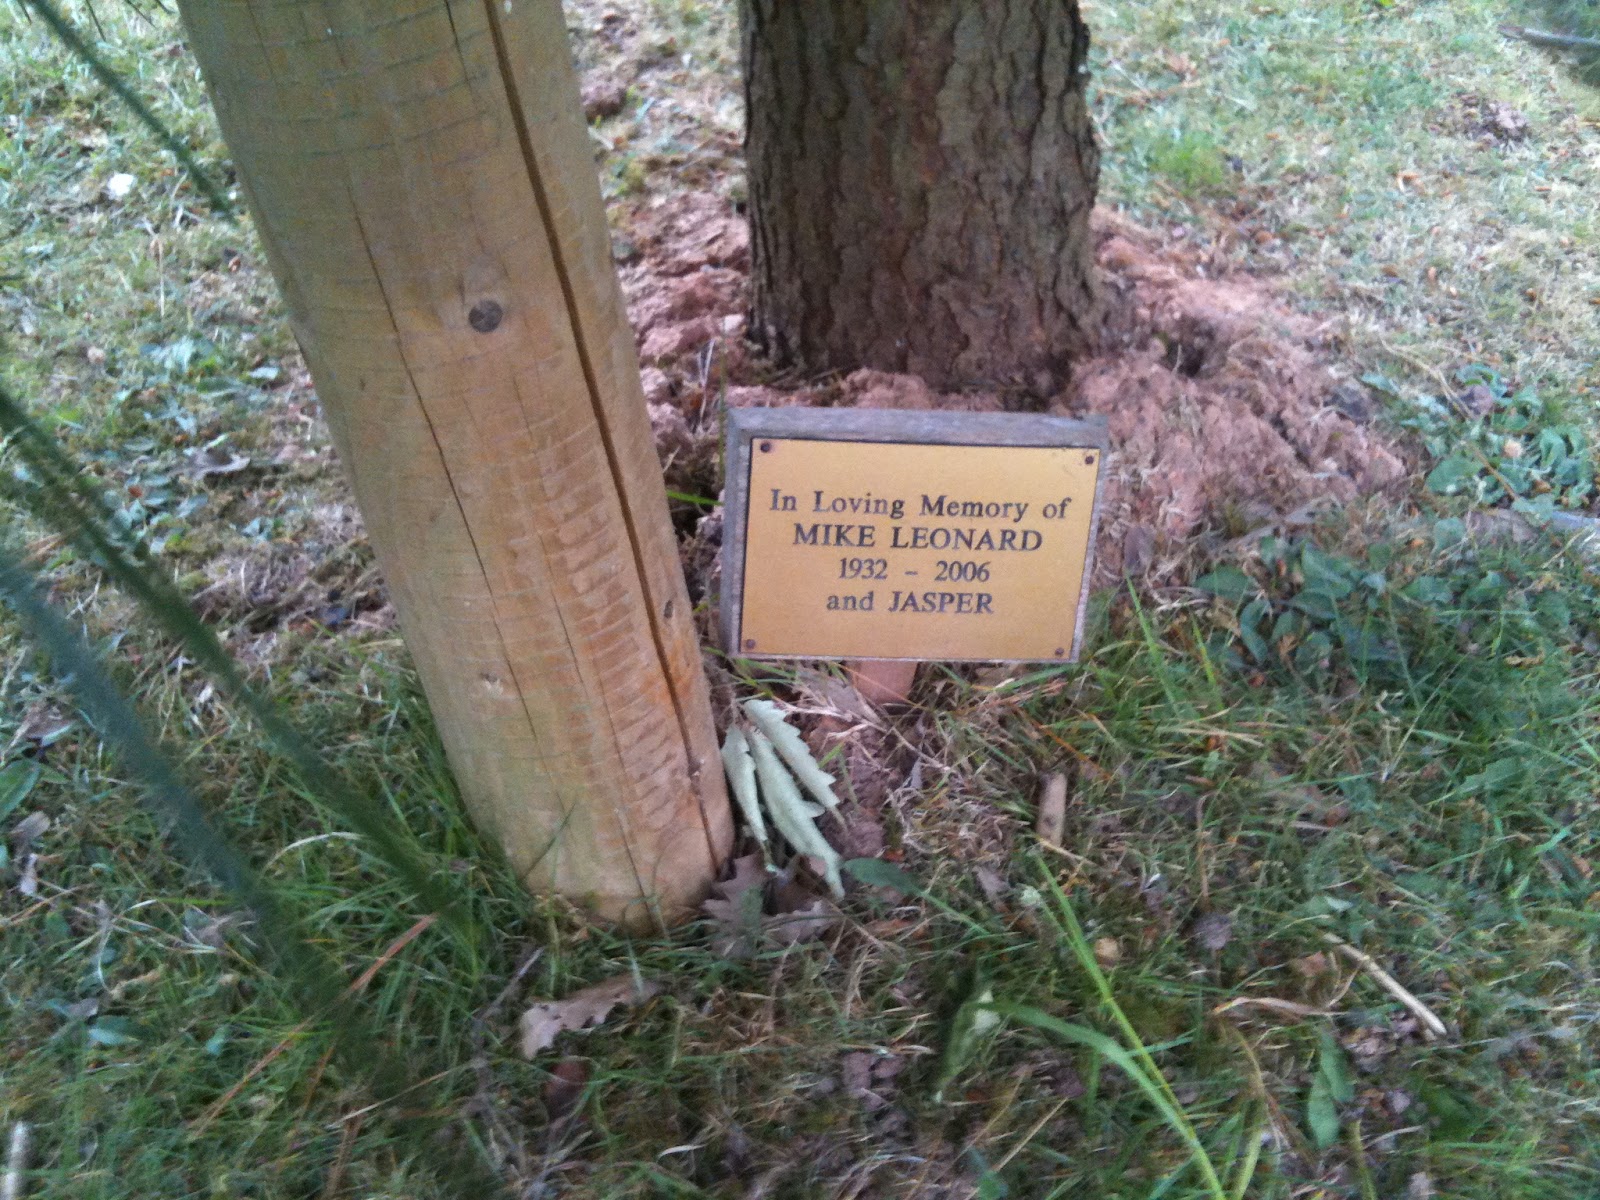 In Loving Memory of
MIKE LEONARD
1932 – 2006
and JASPER